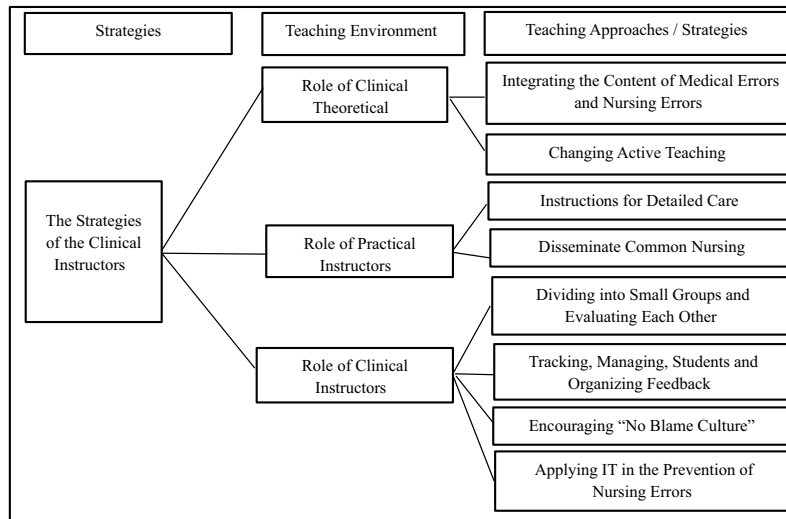 Strategies
Teaching Environment
Teaching Approaches / Strategies
The Strategies
of the Clinical
Instructors
Role of Clinical
Theoretical
Integrating the Content of Medical Errors
and Nursing Errors
Changing Active Teaching
Role of Practical
Instructors
Instructions for Detailed Care
Disseminate Common Nursing
Role of Clinical
Instructors
Dividing into Small Groups and
Evaluating Each Other
Tracking, Managing, Students and
Organizing Feedback
Encouraging “No Blame Culture”
Applying IT in the Prevention of
Nursing Errors